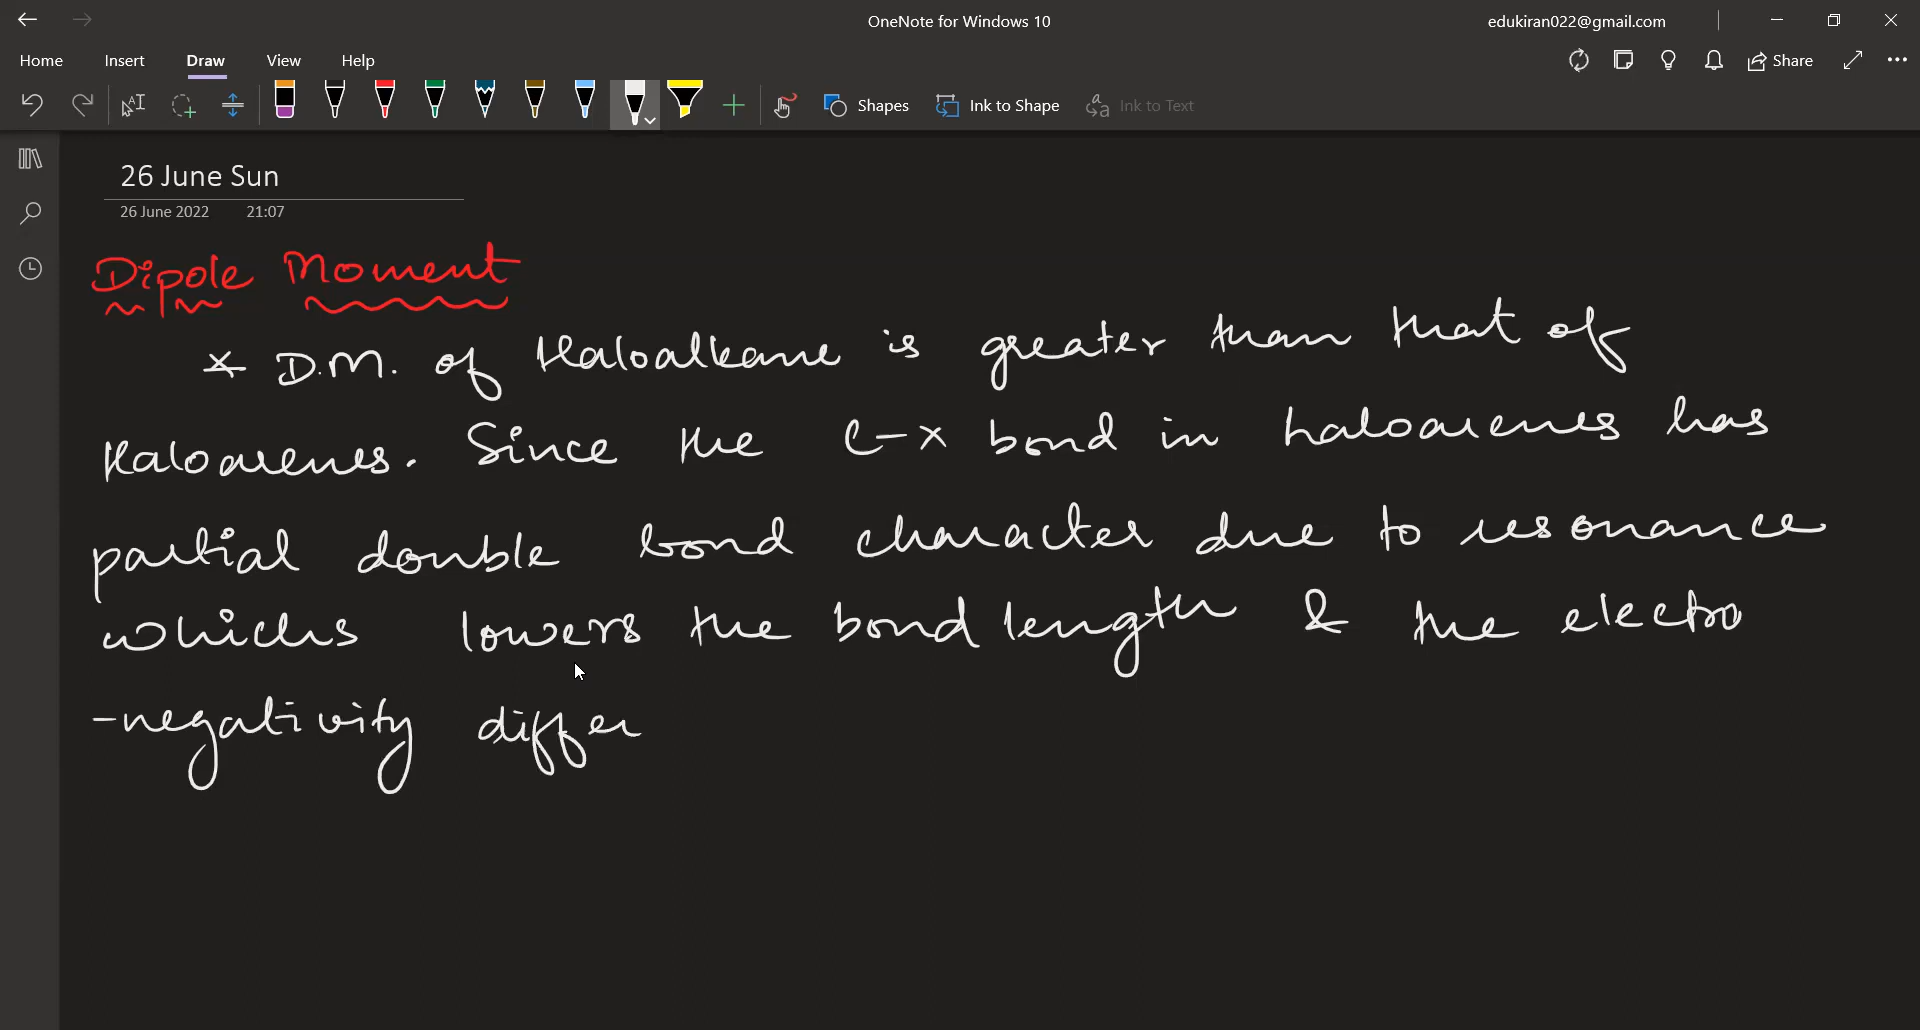 OneNote for Windows 10
edukiran022@gmail.com
Home Insert Draw View Help
Share
Shapes Ink to Shape Ink to Text
26 June Sun
26 June 2022 21:07
Dipole Moment
* D.M. of Haloalkane is greater than that of
Haloarenes. Since the C-X bond in haloarenes has
partial double bond character due to resonance
which lowers the bond length & the electro
-negativity differ